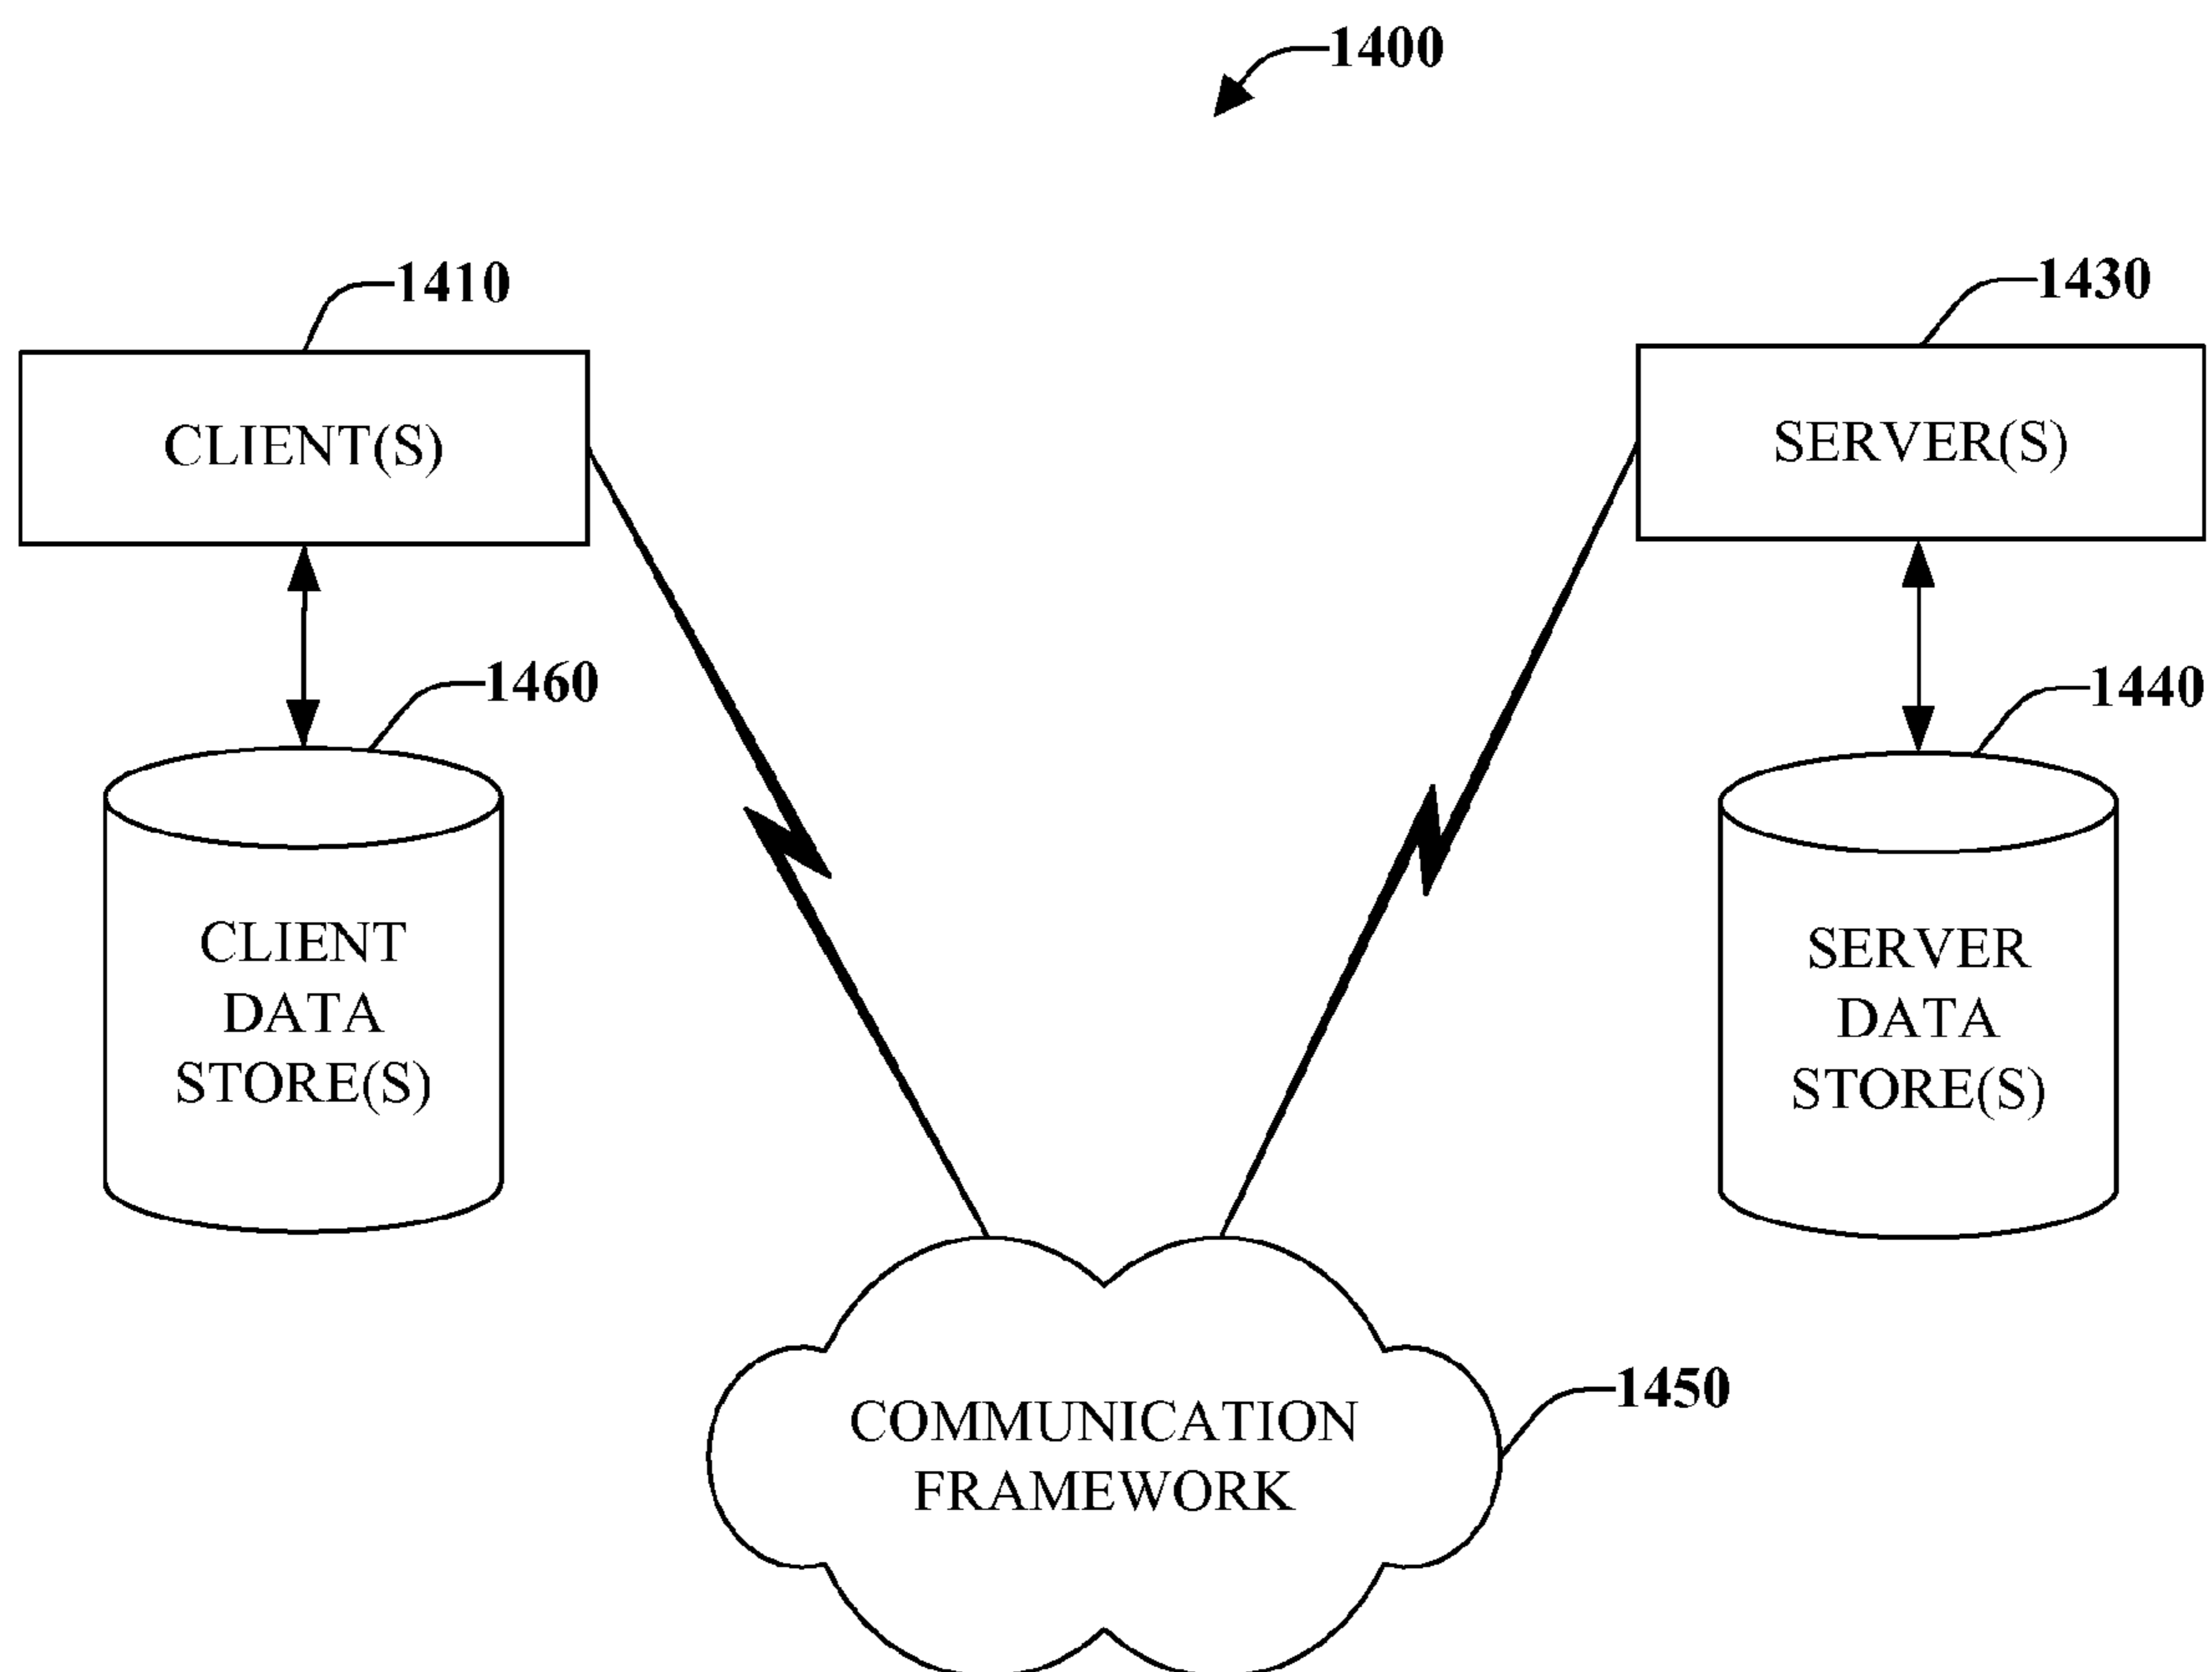 1400
1410
1430
CLIENT(S)
SERVER(S)
1460
1440
CLIENT
DATA
STORE(S)
SERVER
DATA
STORE(S)
1450
COMMUNICATION
FRAMEWORK